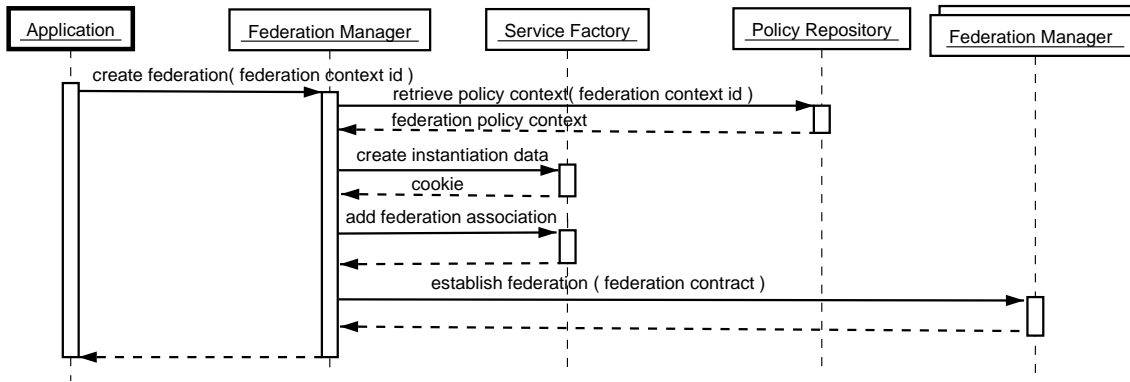 Application
Federation Manager
Service Factory
Policy Repository
Federation Manager
create federation( federation context id )
retrieve policy context( federation context id )
federation policy context
create instantiation data
cookie
add federation association
establish federation ( federation contract )